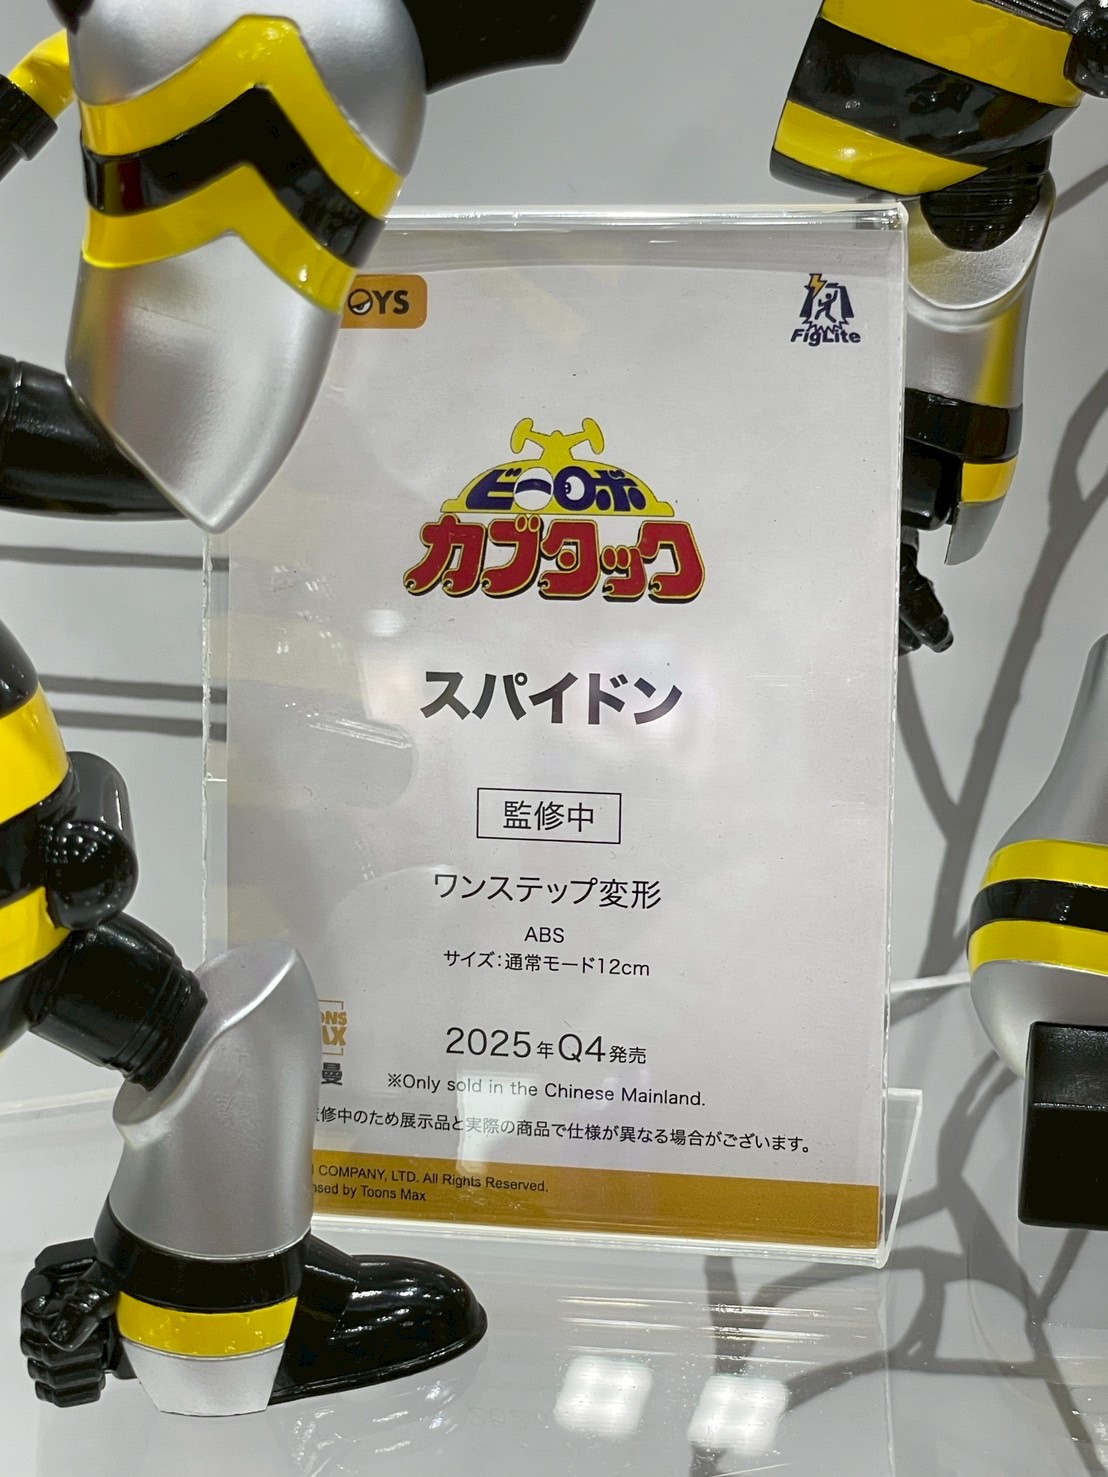 OYS
FigLite
ビーロボ
カブタック
スパイドン
監修中
ワンステップ変形
ABS
サイズ：通常モード12cm
2025年Q4発売
※Only sold in the Chinese Mainland.
修中のため展示品と実際の商品で仕様が異なる場合がございます。
COMPANY, LTD. All Rights Reserved.
by Toons Max